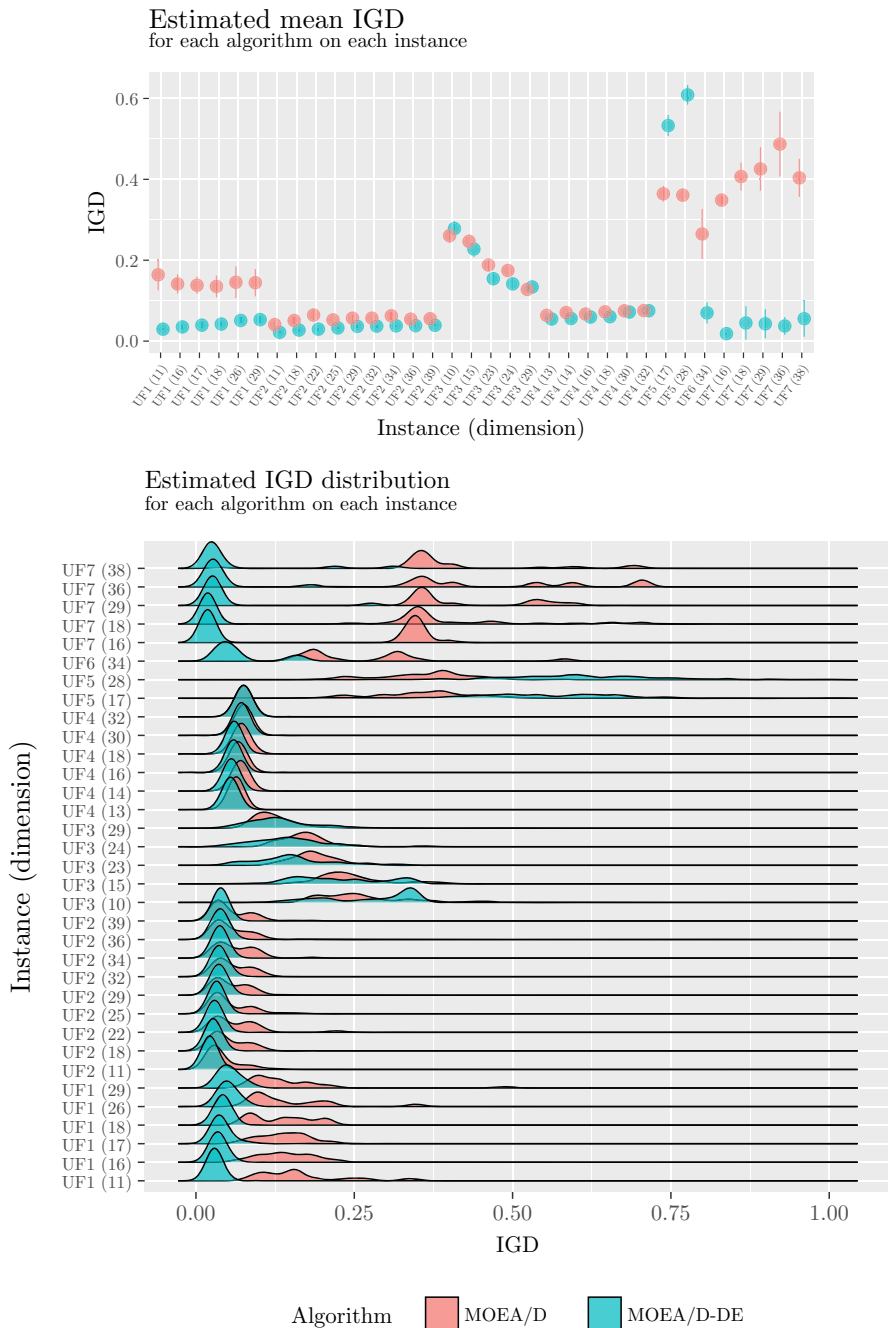 Estimated mean IGD
for each algorithm on each instance
IGD
0.6
0.4
0.2
0.0
UF1 (11)
UF1 (16)
UF1 (17)
UF1 (18)
UF1 (26)
UF1 (29)
UF2 (11)
UF2 (18)
UF2 (22)
UF2 (25)
UF2 (29)
UF2 (32)
UF2 (34)
UF2 (36)
UF2 (39)
UF3 (10)
UF3 (15)
UF3 (23)
UF3 (24)
UF3 (29)
UF4 (13)
UF4 (14)
UF4 (16)
UF4 (18)
UF4 (30)
UF4 (32)
UF5 (17)
UF5 (28)
UF6 (34)
UF7 (16)
UF7 (18)
UF7 (29)
UF7 (36)
UF7 (38)
Instance (dimension)
Estimated IGD distribution
for each algorithm on each instance
Instance (dimension)
UF7 (38)
UF7 (36)
UF7 (29)
UF7 (18)
UF7 (16)
UF6 (34)
UF5 (28)
UF5 (17)
UF4 (32)
UF4 (30)
UF4 (18)
UF4 (16)
UF4 (14)
UF4 (13)
UF3 (29)
UF3 (24)
UF3 (23)
UF3 (15)
UF3 (10)
UF2 (39)
UF2 (36)
UF2 (34)
UF2 (32)
UF2 (29)
UF2 (25)
UF2 (22)
UF2 (18)
UF2 (11)
UF1 (29)
UF1 (26)
UF1 (18)
UF1 (17)
UF1 (16)
UF1 (11)
0.00 0.25 0.50 0.75 1.00
IGD
Algorithm MOEA/D MOEA/D-DE